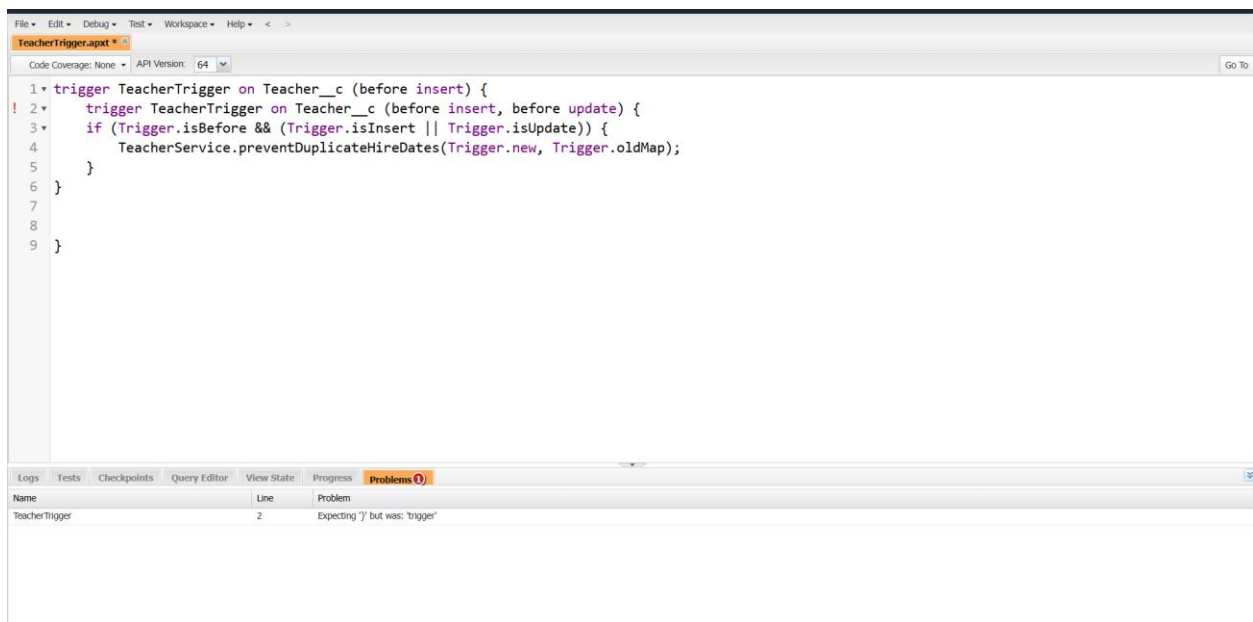 File Edit Debug Test Workspace Help < >
TeacherTrigger.apxt *
Code Coverage: None API Version: 64 Go To
1 trigger TeacherTrigger on Teacher__c (before insert) {
! 2 trigger TeacherTrigger on Teacher__c (before insert, before update) {
3 if (Trigger.isBefore && (Trigger.isInsert || Trigger.isUpdate)) {
4 TeacherService.preventDuplicateHireDates(Trigger.new, Trigger.oldMap);
5 }
6 }
7
8
9 }
Logs Tests Checkpoints Query Editor View State Progress Problems 1
Name Line Problem
TeacherTrigger 2 Expecting '}' but was: 'trigger'